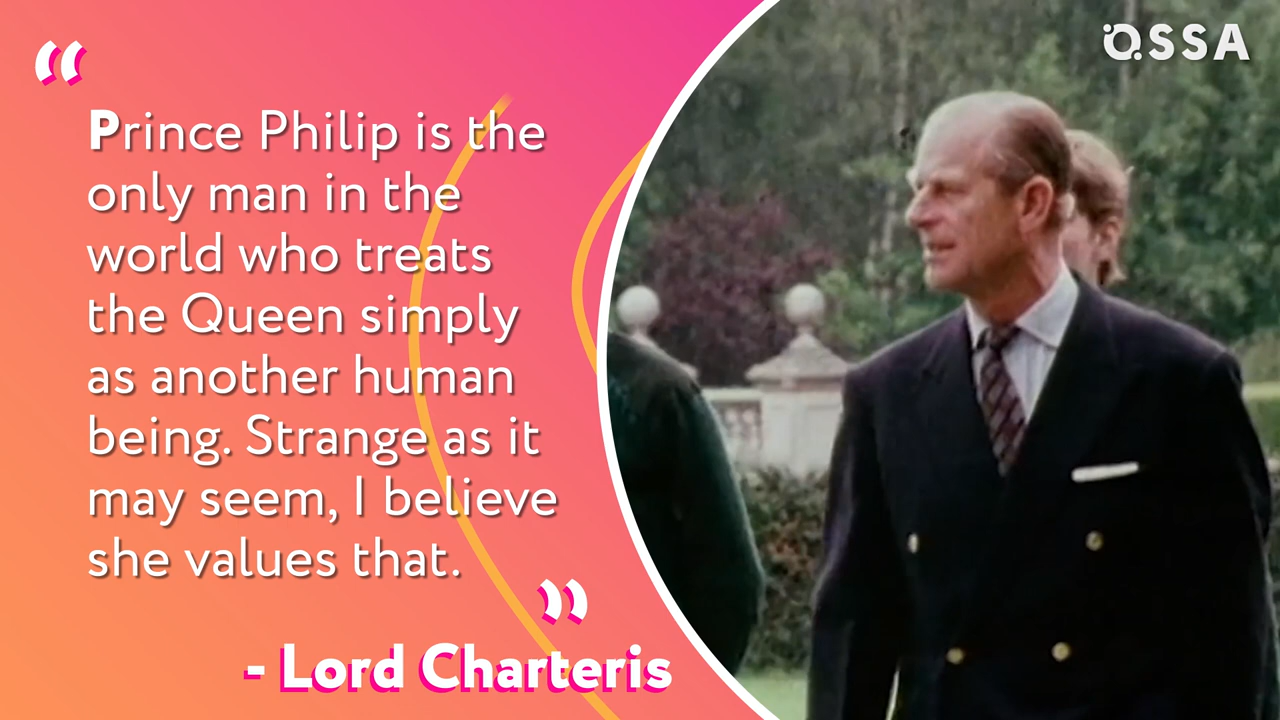 “
Prince Philip is the
only man in the
world who treats
the Queen simply
as another human
being. Strange as it
may seem, I believe
she values that.
”
- Lord Charteris
OSSA